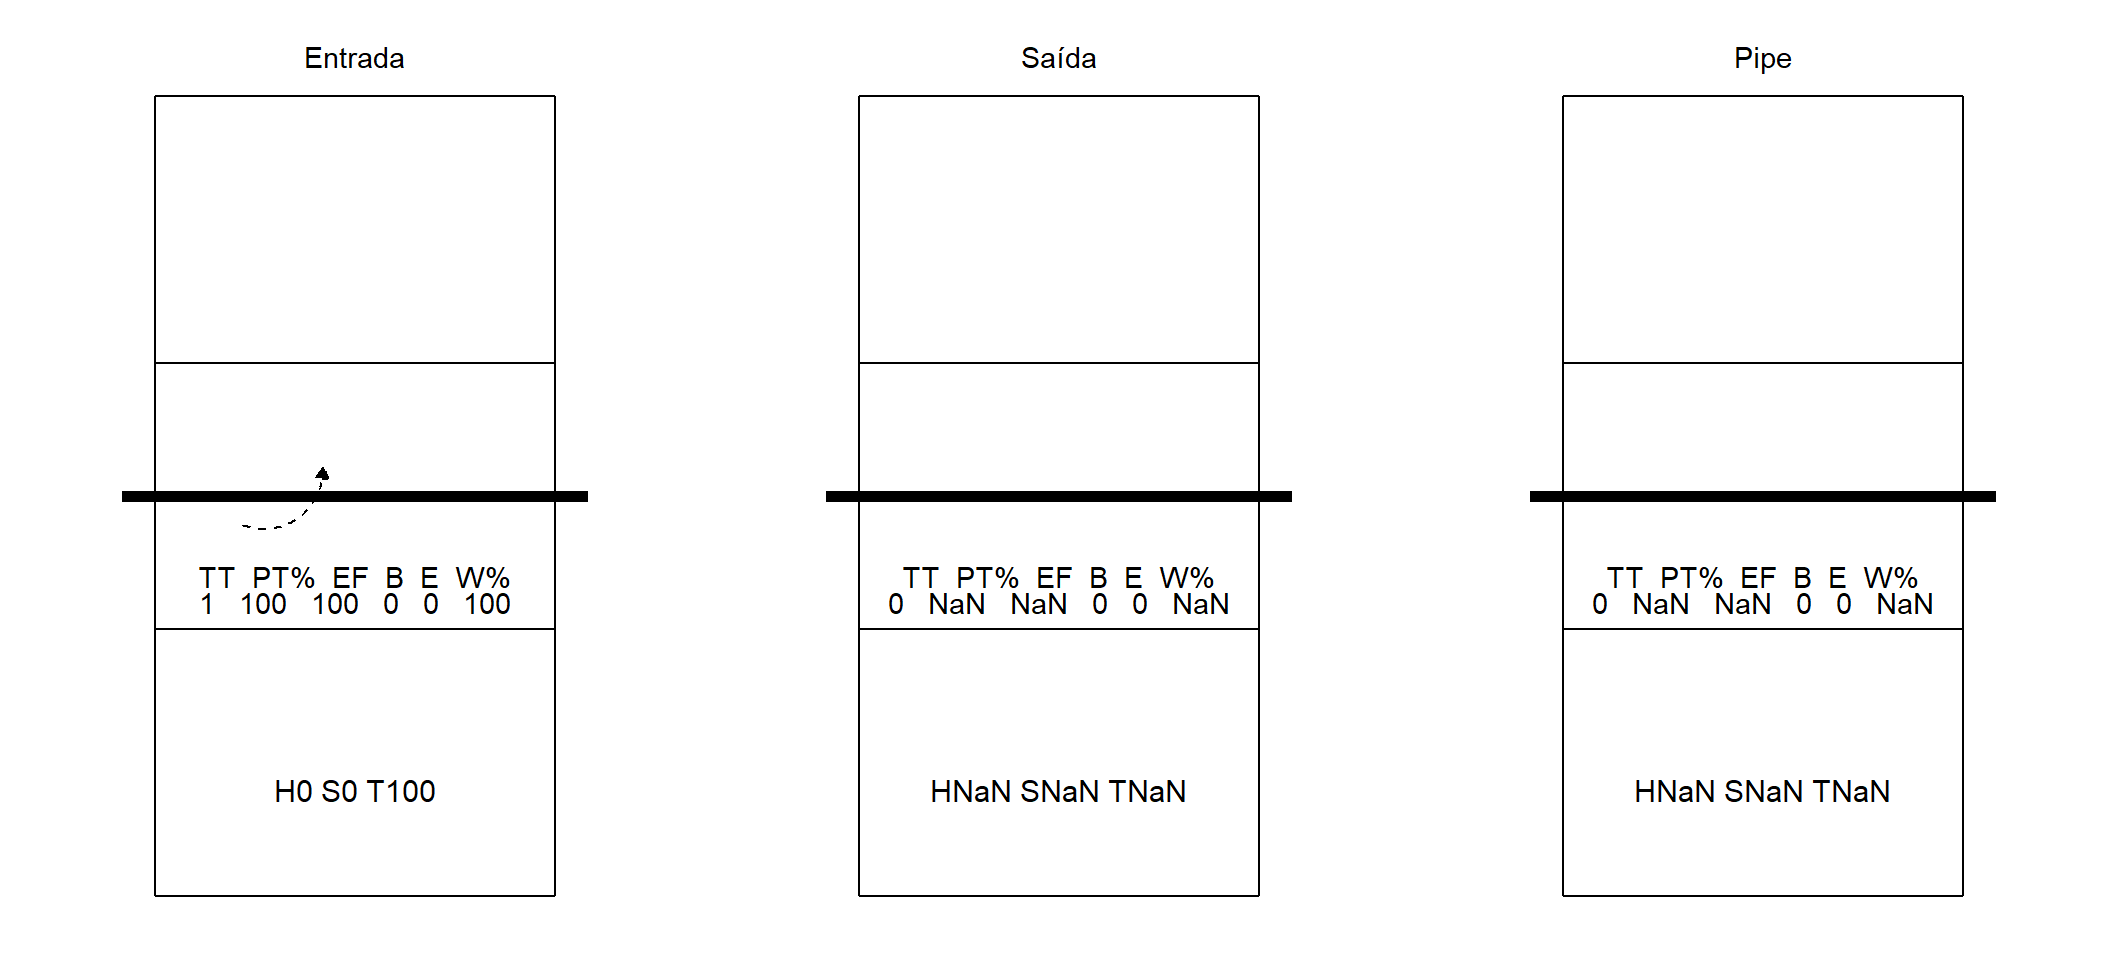 Entrada
Saída
Pipe
TT PT% EF B E W%
1 100 100 0 0 100
TT PT% EF B E W%
0 NaN NaN 0 0 NaN
TT PT% EF B E W%
0 NaN NaN 0 0 NaN
H0 S0 T100
HNaN SNaN TNaN
HNaN SNaN TNaN